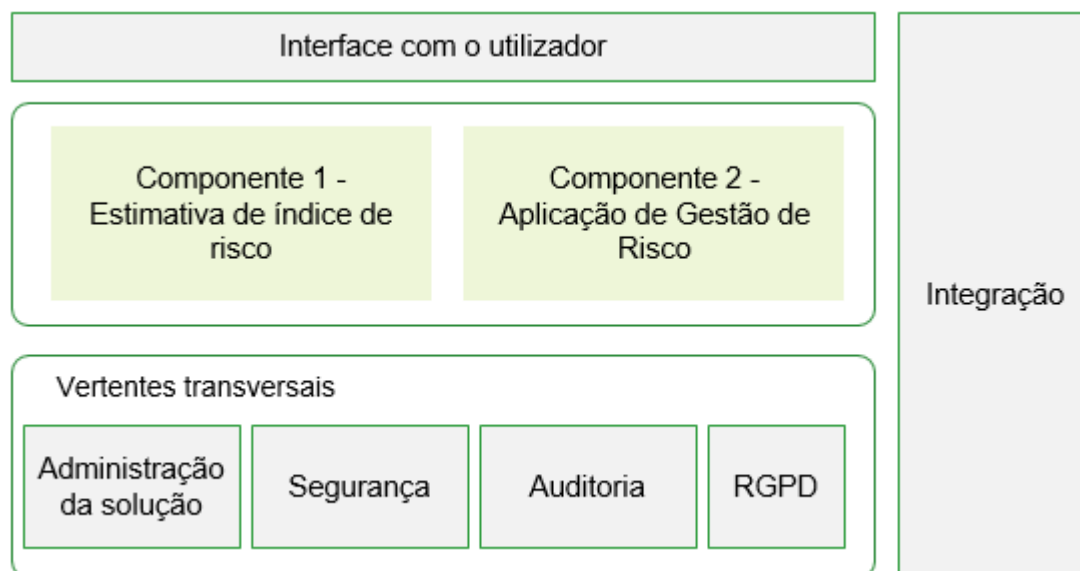 Interface com o utilizador
Componente 1 -
Estimativa de índice de
risco
Componente 2 -
Aplicação de Gestão de
Risco
Integração
Vertentes transversais
Administração
da solução
Segurança
Auditoria
RGPD